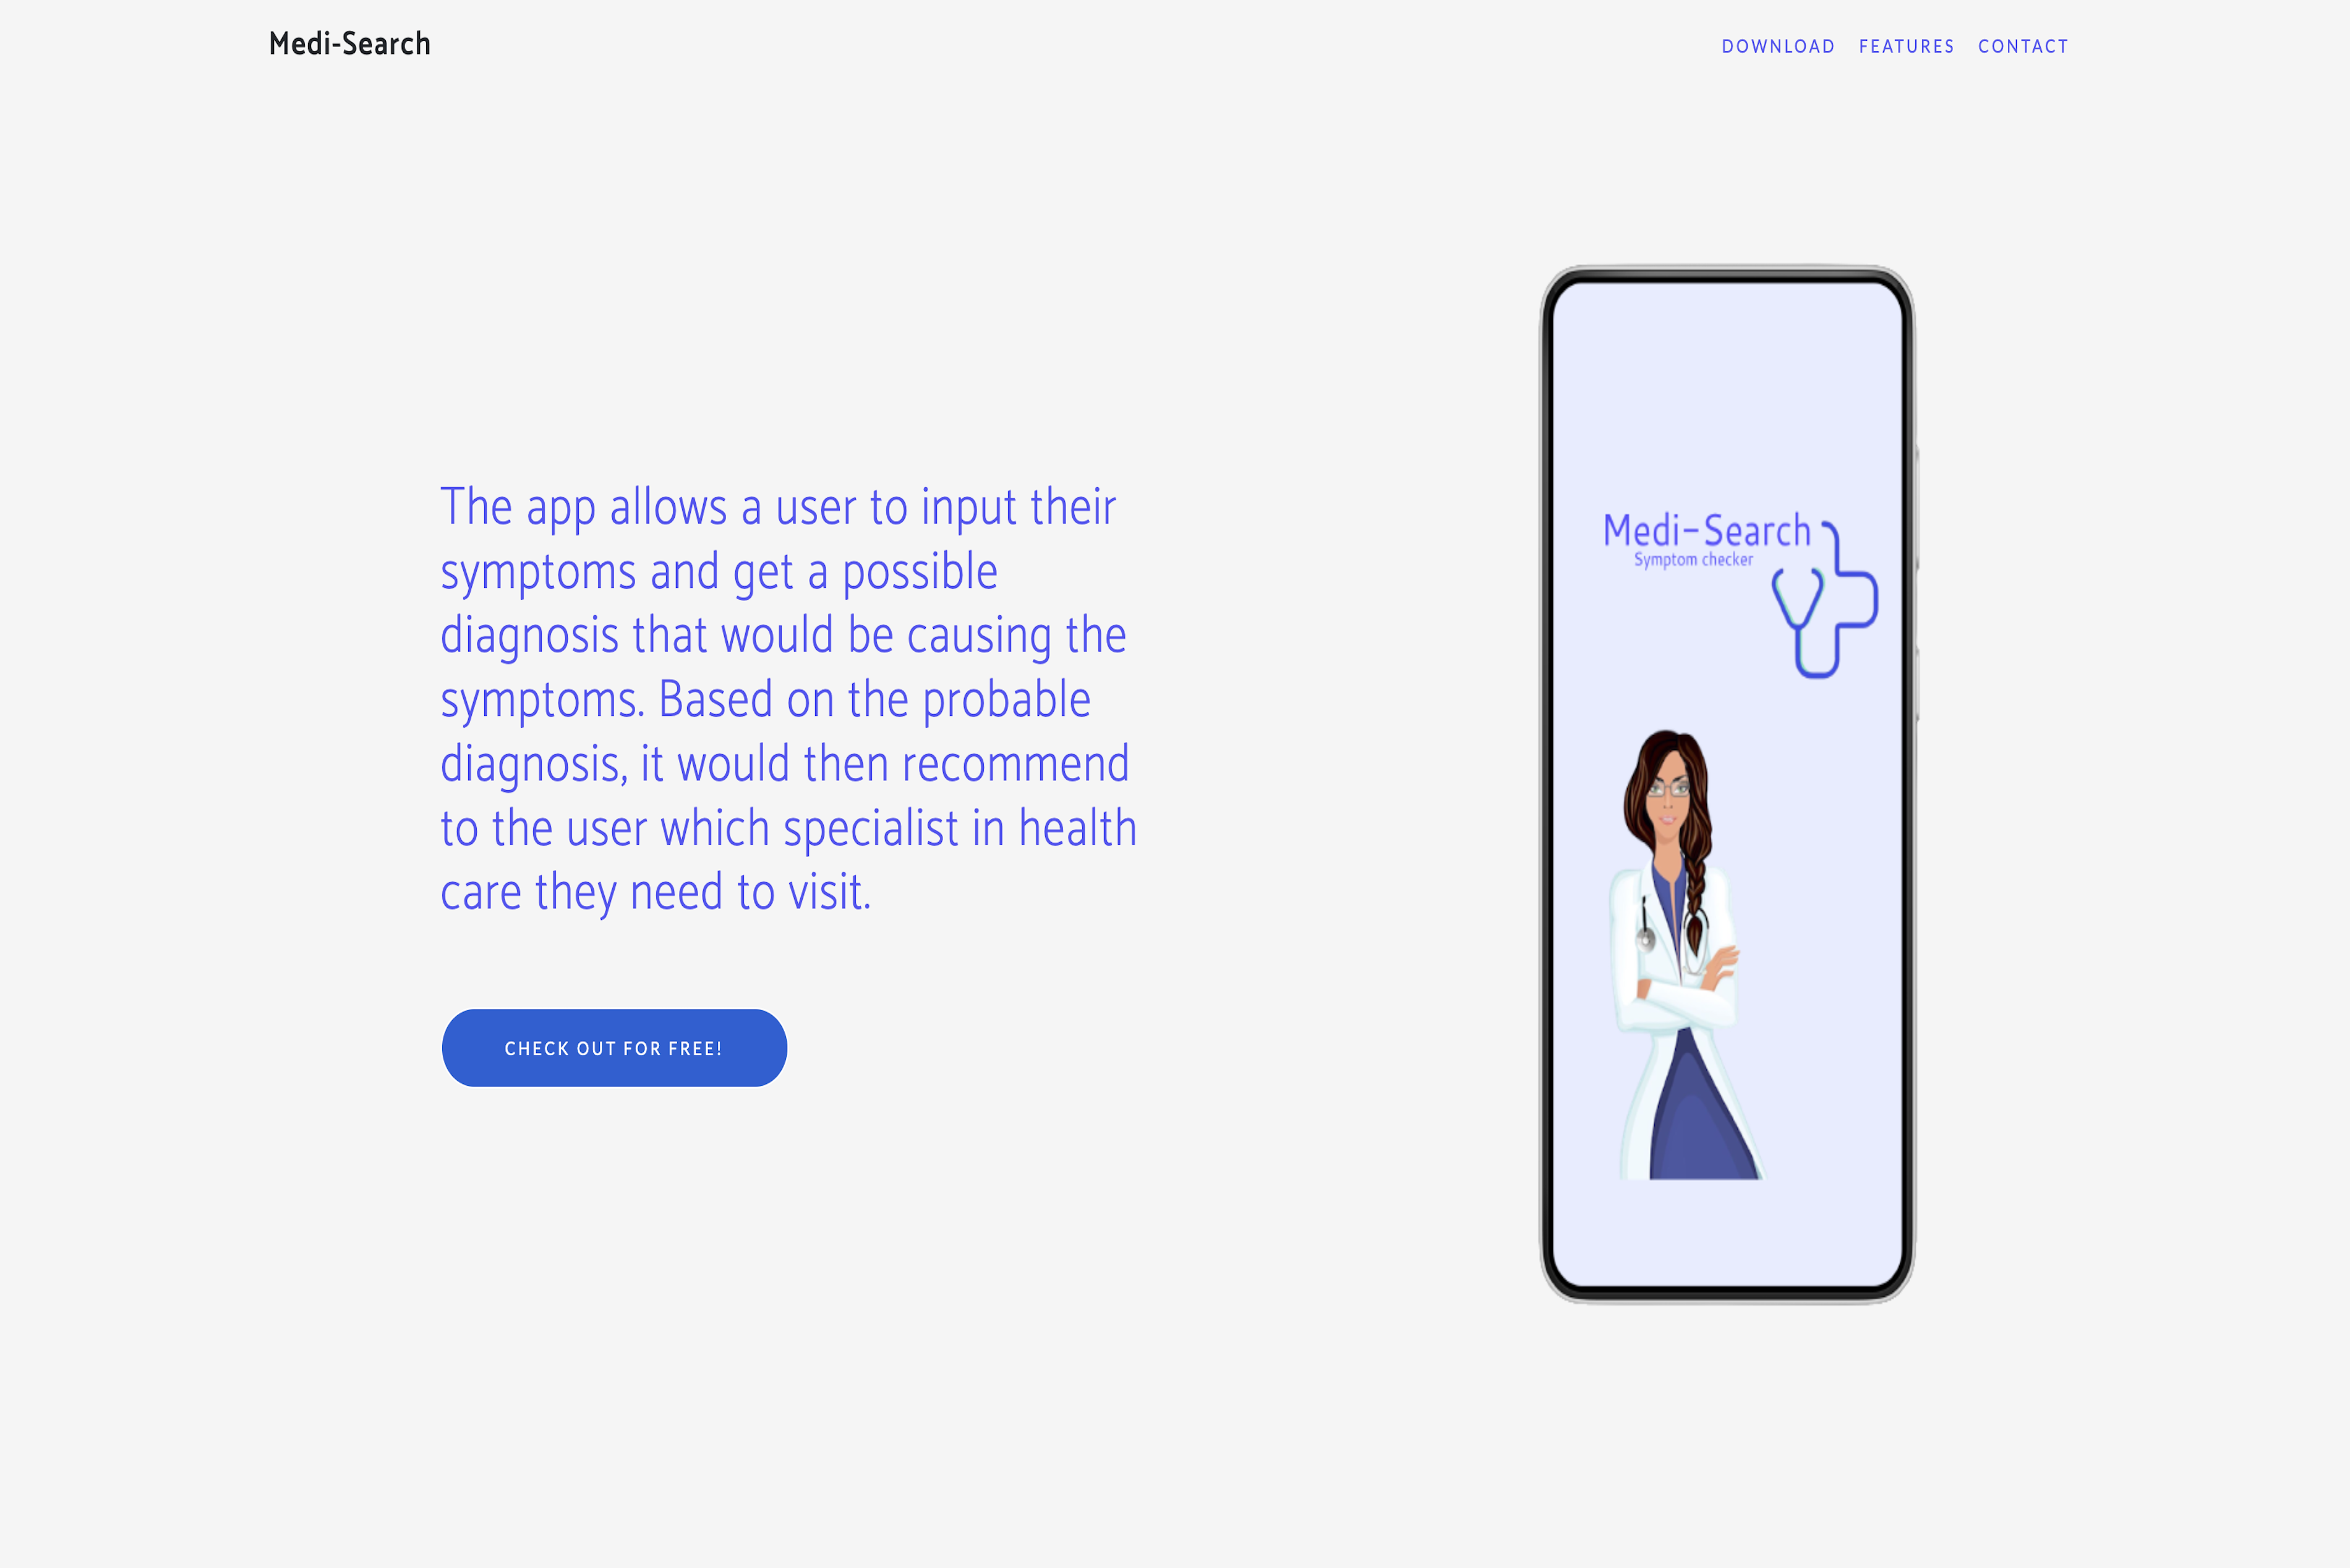 Medi-Search
DOWNLOAD FEATURES CONTACT
The app allows a user to input their
symptoms and get a possible
diagnosis that would be causing the
symptoms. Based on the probable
diagnosis, it would then recommend
to the user which specialist in health
care they need to visit.
CHECK OUT FOR FREE!
Medi-Search
Symptom checker